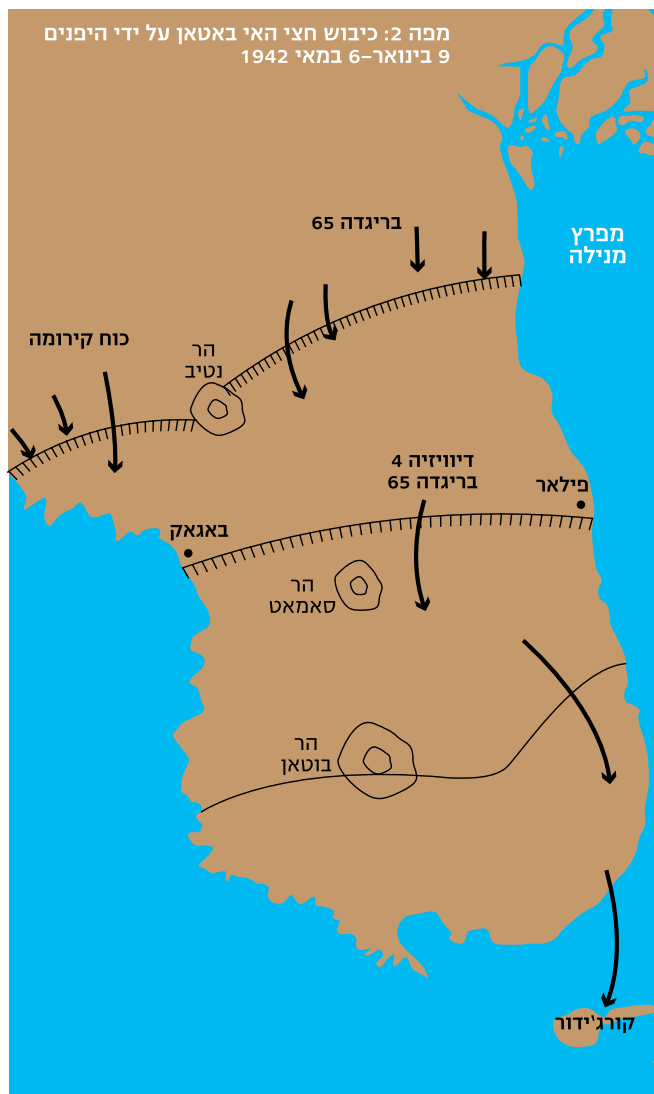 מפה 2: כיבוש חצי האי באטאן על ידי היפנים
9 בינואר–6 במאי 1942
בריגדה 65
מפרץ
מנילה
כוח קירומה
הר
נטיב
דיוויזיה 4
בריגדה 65
פילאר
באגאק
הר
סאמאט
הר
בוטאן
קורג'ידור